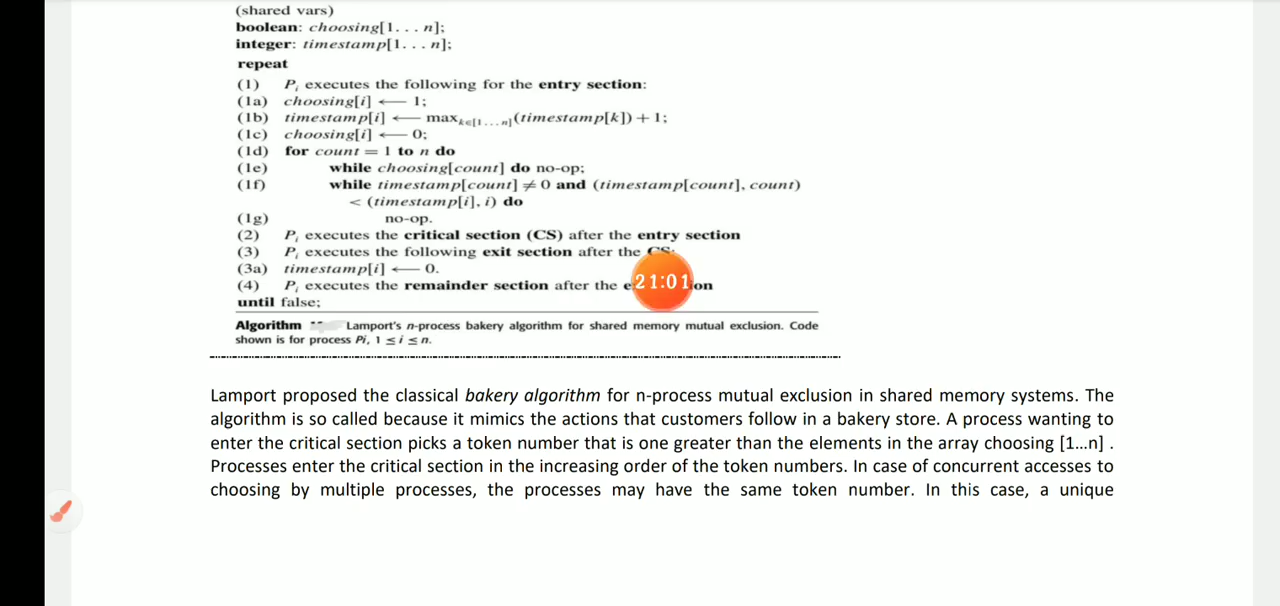 (shared vars)
boolean: choosing[1. . . n];
integer: timestamp[1. . . n];
repeat
(1) Pi executes the following for the entry section:
(1a) choosing[i] ⟵ 1;
(1b) timestamp[i] ⟵ maxk∈[1...n](timestamp[k]) + 1;
(1c) choosing[i] ⟵ 0;
(1d) for count = 1 to n do
(1e) while choosing[count] do no-op;
(1f) while timestamp[count] ≠ 0 and (timestamp[count], count)
< (timestamp[i], i) do
(1g) no-op.
(2) Pi executes the critical section (CS) after the entry section
(3) Pi executes the following exit section after the CS:
(3a) timestamp[i] ⟵ 0.
21:01
(4) Pi executes the remainder section after the
until false;
Algorithm Lamport's n-process bakery algorithm for shared memory mutual exclusion. Code
shown is for process Pi, 1 ≤ i ≤ n.
Lamport proposed the classical bakery algorithm for n-process mutual exclusion in shared memory systems. The
algorithm is so called because it mimics the actions that customers follow in a bakery store. A process wanting to
enter the critical section picks a token number that is one greater than the elements in the array choosing [1...n] .
Processes enter the critical section in the increasing order of the token numbers. In case of concurrent accesses to
choosing by multiple processes, the processes may have the same token number. In this case, a unique